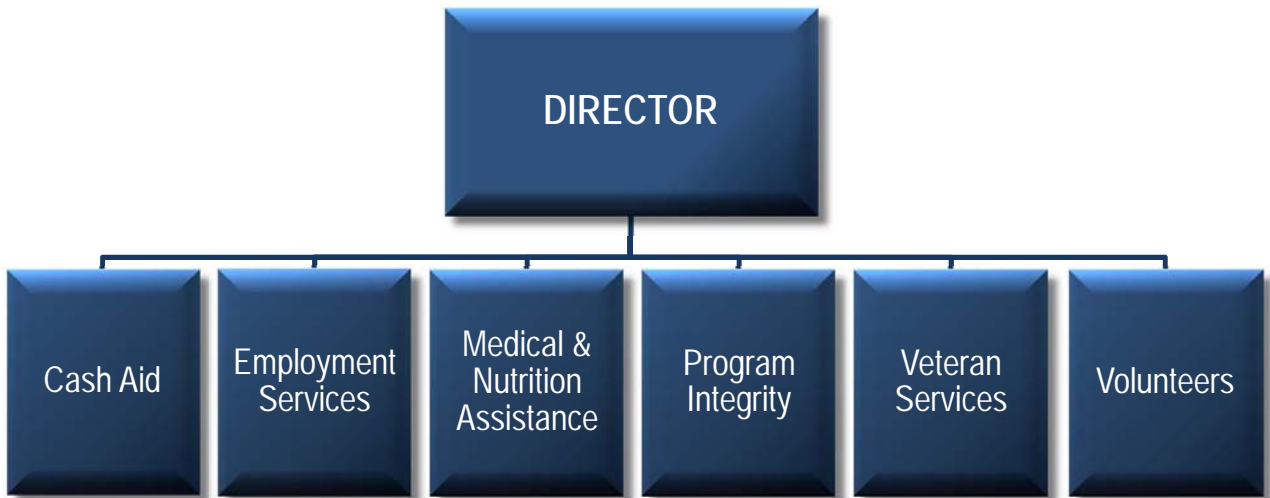 DIRECTOR
Cash Aid
Employment
Services
Medical &
Nutrition
Assistance
Program
Integrity
Veteran
Services
Volunteers